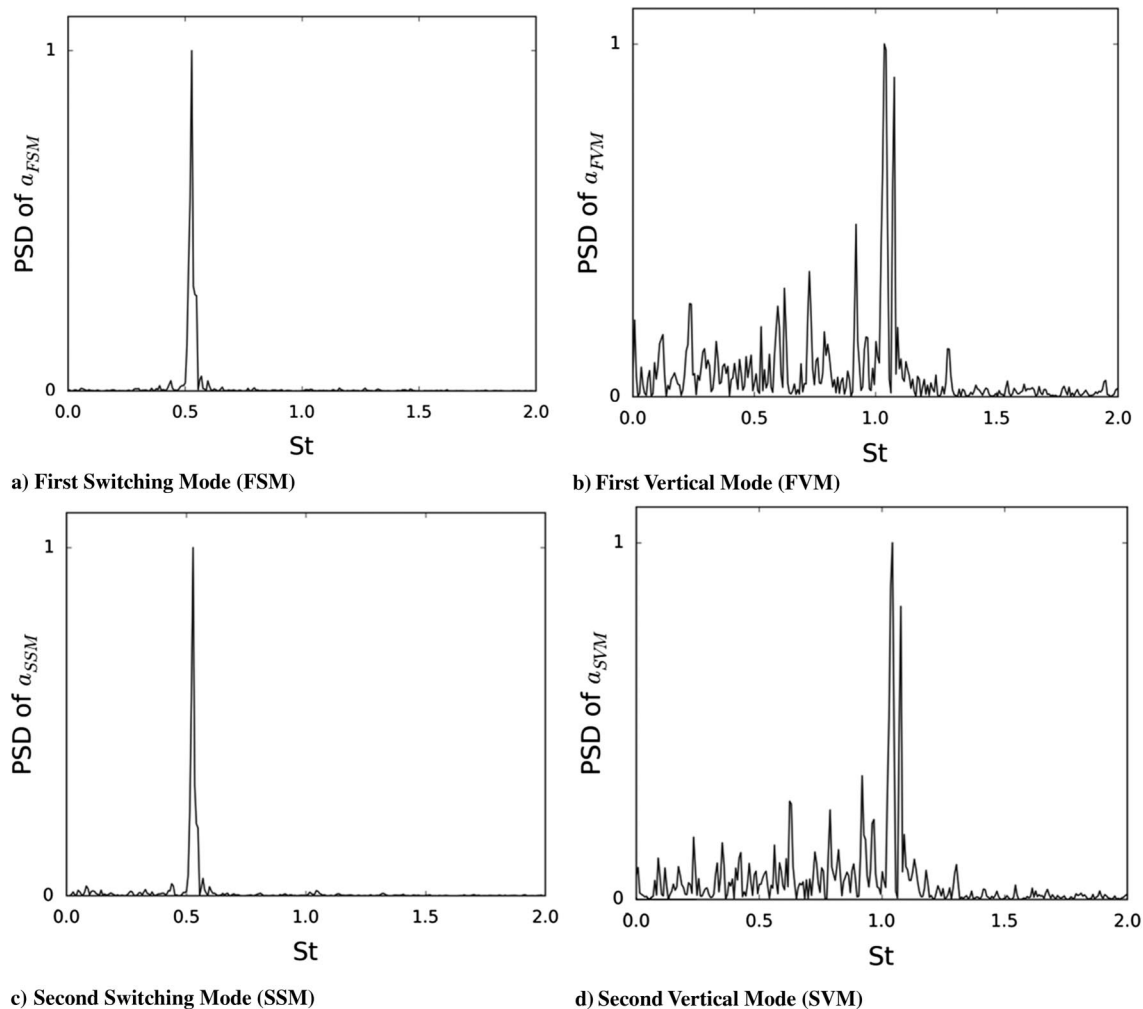 1
PSD of a_FSM
0
0.0 0.5 1.0 1.5 2.0
St
a) First Switching Mode (FSM)
1
PSD of a_FVM
0
0.0 0.5 1.0 1.5 2.0
St
b) First Vertical Mode (FVM)
1
PSD of a_SSM
0
0.0 0.5 1.0 1.5 2.0
St
c) Second Switching Mode (SSM)
1
PSD of a_SVM
0
0.0 0.5 1.0 1.5 2.0
St
d) Second Vertical Mode (SVM)